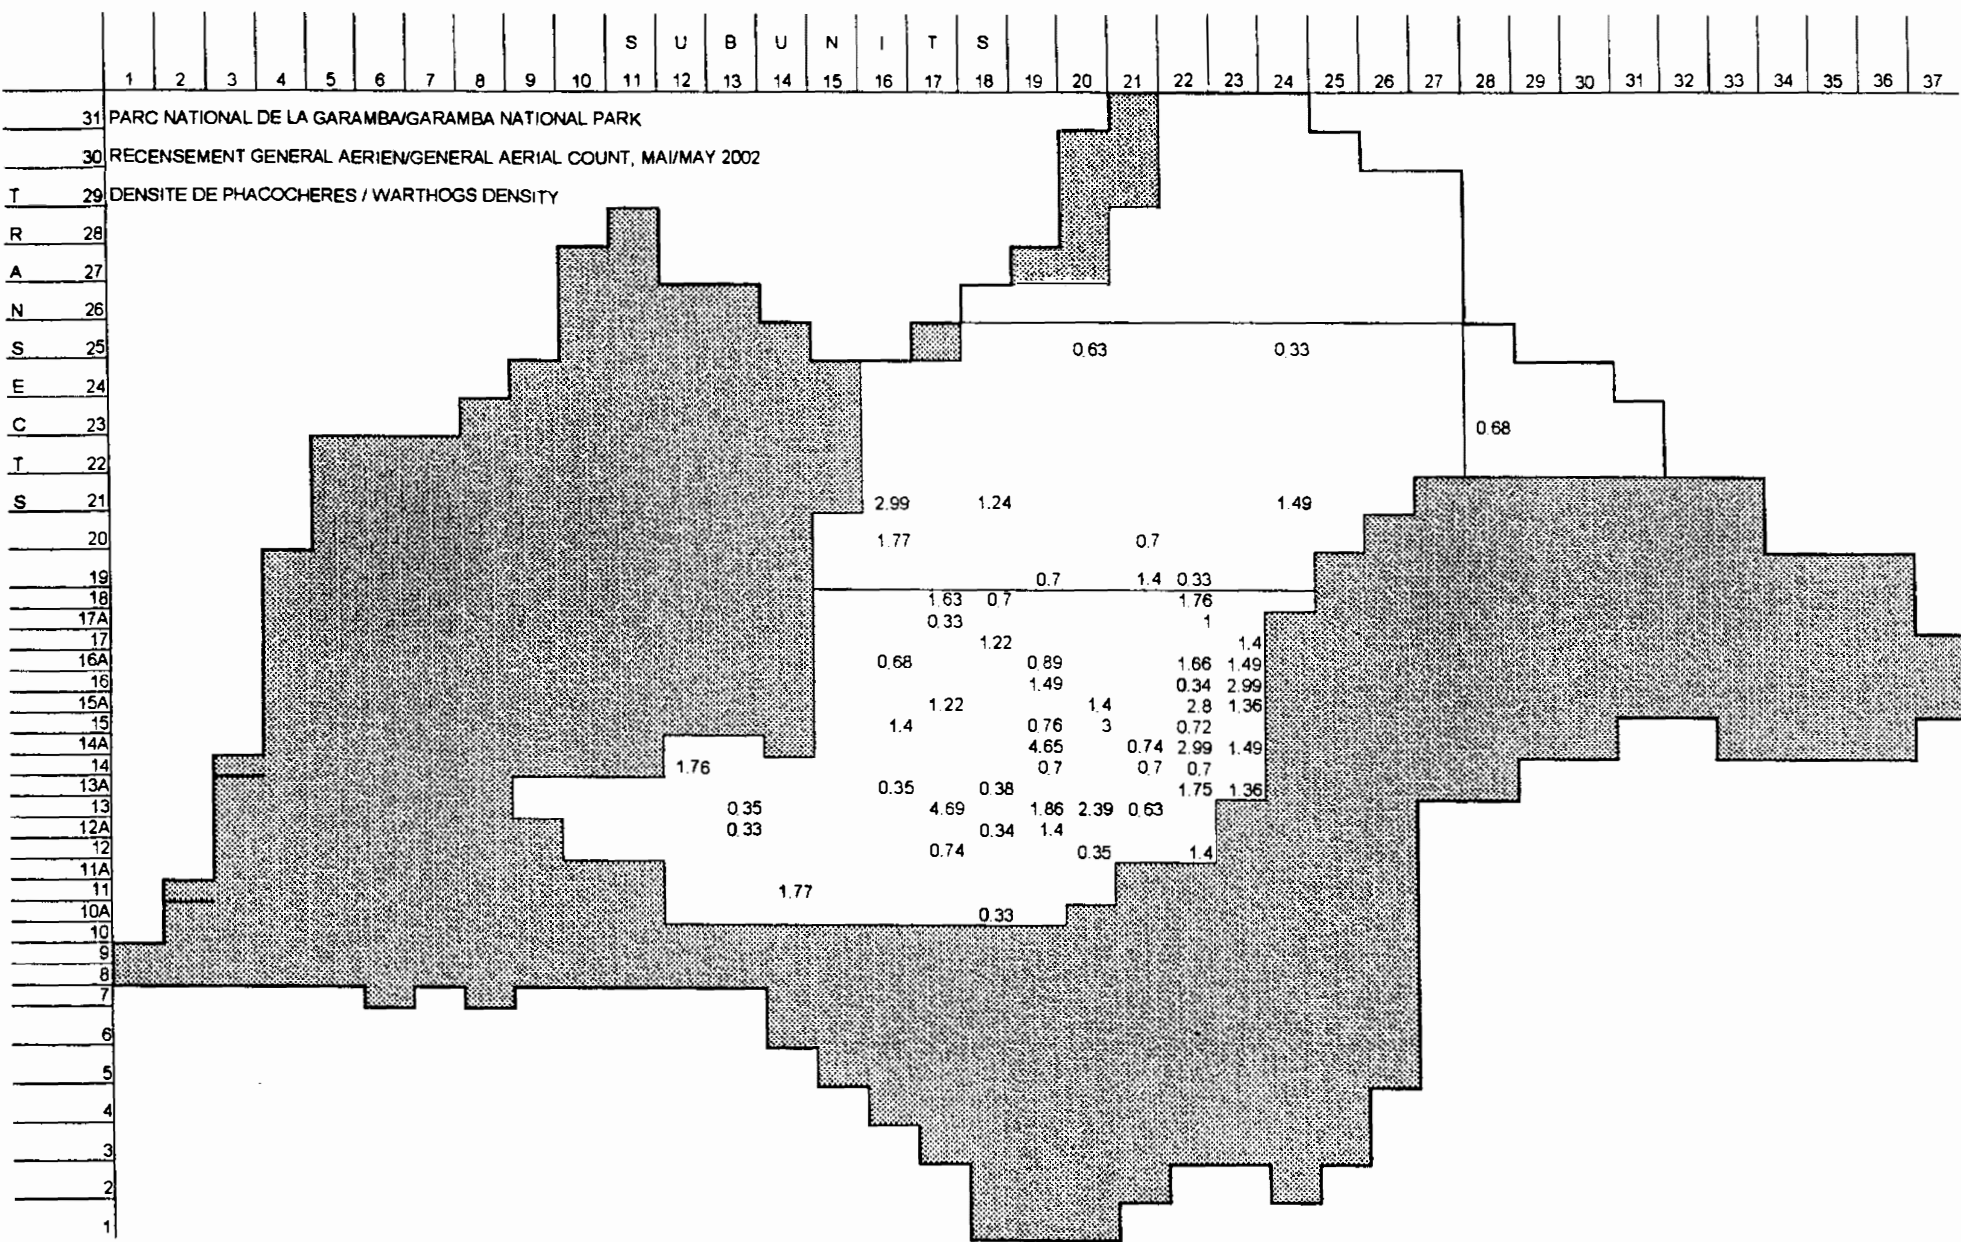 S U B U N I T S
1 2 3 4 5 6 7 8 9 10 11 12 13 14 15 16 17 18 19 20 21 22 23 24 25 26 27 28 29 30 31 32 33 34 35 36 37
31 PARC NATIONAL DE LA GARAMBA/GARAMBA NATIONAL PARK
30 RECENSEMENT GENERAL AERIEN/GENERAL AERIAL COUNT, MAI/MAY 2002
T 29 DENSITE DE PHACOCHERES / WARTHOGS DENSITY
R 28
A 27
N 26
S 25 0.63 0.33
E 24
C 23 0.68
T 22
S 21 2.99 1.24 1.49
20 1.77 0.7
19 0.7 1.4 0.33
18 1.63 0.7 1.76
17A 0.33 1
17 1.22 1.4
16A 0.68 0.89 1.66 1.49
16 1.49 0.34 2.99
15A 1.22 1.4 2.8 1.36
15 1.4 0.76 3 0.72
14A 4.65 0.74 2.99 1.49
14 1.76 0.7 0.7 0.7
13A 0.35 0.38 1.75 1.36
13 0.35 4.69 1.86 2.39 0.63
12A 0.33 0.34 1.4
12 0.74 0.35 1.4
11A
11 1.77
10A 0.33
10
9
8
7
6
5
4
3
2
1